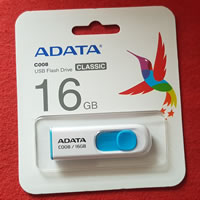 ADATA
C008
USB Flash Drive CLASSIC
16 GB
ADATA
C008 / 16GB